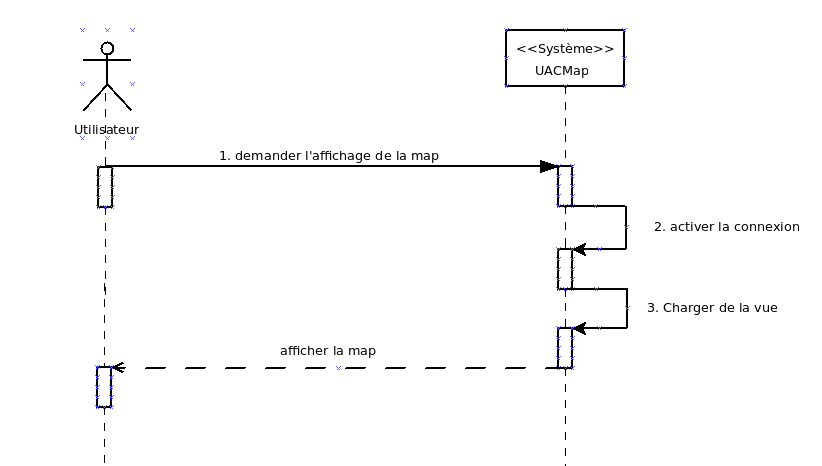 <<Système>>
UACMap
Utilisateur
1. demander l'affichage de la map
2. activer la connexion
3. Charger de la vue
afficher la map